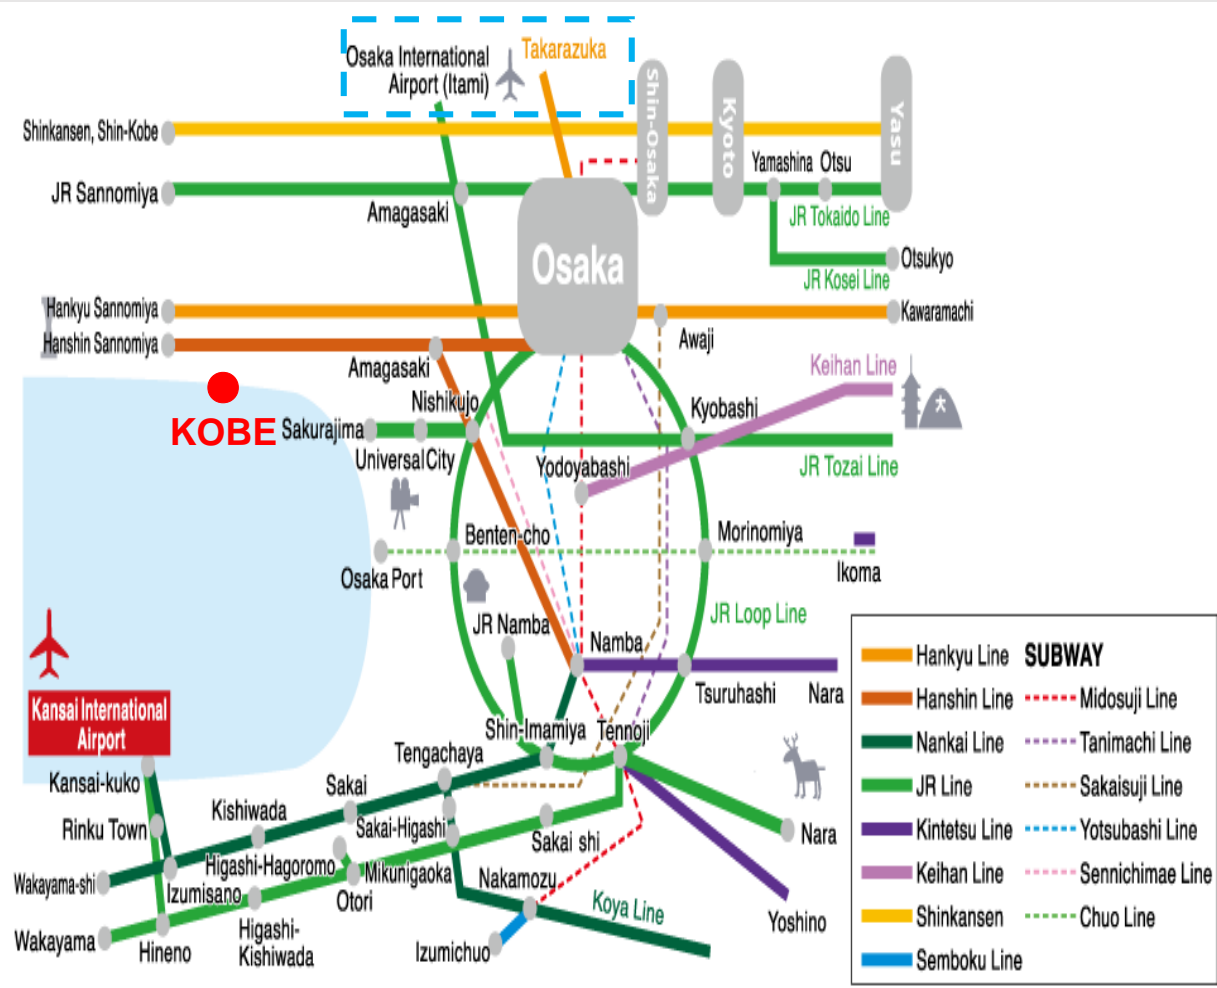 Osaka International
Airport (Itami)
Takarazuka
Shin-Osaka
Kyoto
Yasu
Shinkansen, Shin-Kobe
Yamashina
Otsu
JR Sannomiya
Amagasaki
JR Tokaido Line
Osaka
Otsukyo
JR Kosei Line
Hankyu Sannomiya
Kawaramachi
Awaji
Hanshin Sannomiya
Amagasaki
Keihan Line
KOBE
Nishikujo
Kyobashi
Sakurajima
Universal City
Yodoyabashi
JR Tozai Line
Benten-cho
Morinomiya
Osaka Port
Ikoma
JR Namba
JR Loop Line
Namba
Tsuruhashi
Nara
Kansai International
Airport
Shin-Imamiya
Tennoji
Tengachaya
Kansai-kuko
Sakai
Kishiwada
Rinku Town
Sakai-Higashi
Sakai shi
Nara
Higashi-Hagoromo
Mikunigaoka
Wakayama-shi
Izumisano
Otori
Nakamozu
Koya Line
Yoshino
Wakayama
Hineno
Higashi-
Kishiwada
Izumichuo
Hankyu Line
SUBWAY
Hanshin Line
Midosuji Line
Nankai Line
Tanimachi Line
JR Line
Sakaisuji Line
Kintetsu Line
Yotsubashi Line
Keihan Line
Sennichimae Line
Shinkansen
Chuo Line
Semboku Line